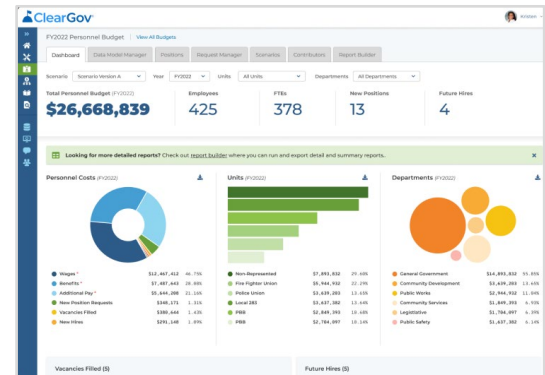 ClearGov
Kristen
FY2022 Personnel Budget | View All Budgets
Dashboard Data Model Manager Positions Request Manager Scenarios Contributors Report Builder
Scenario Scenario Version A Year FY2022 Units All Units Departments All Departments
Total Personnel Budget (FY2022) Employees FTEs New Positions Future Hires
$26,668,839 425 378 13 4
Looking for more detailed reports? Check out report builder where you can run and export detail and summary reports.
Personnel Costs (FY2022) Units (FY2022) Departments (FY2022)
Wages * $12,467,412 46.75% Non-Represented $7,893,832 29.60% General Government $14,893,832 55.85%
Benefits * $7,487,643 28.08% Fire Fighter Union $5,944,932 22.29% Community Development $3,639,283 13.65%
Additional Pay * $5,644,208 21.16% Police Union $3,639,283 13.65% Public Works $2,944,932 11.04%
New Position Requests $348,171 1.31% Local 283 $3,637,382 13.64% Community Services $1,849,393 6.93%
Vacancies Filled $380,644 1.43% PBB $2,849,393 10.68% Legislative $1,704,097 6.39%
New Hires $291,148 1.09% PBB $2,704,097 10.14% Public Safety $1,637,382 6.14%
Vacancies Filled (5) Future Hires (5)